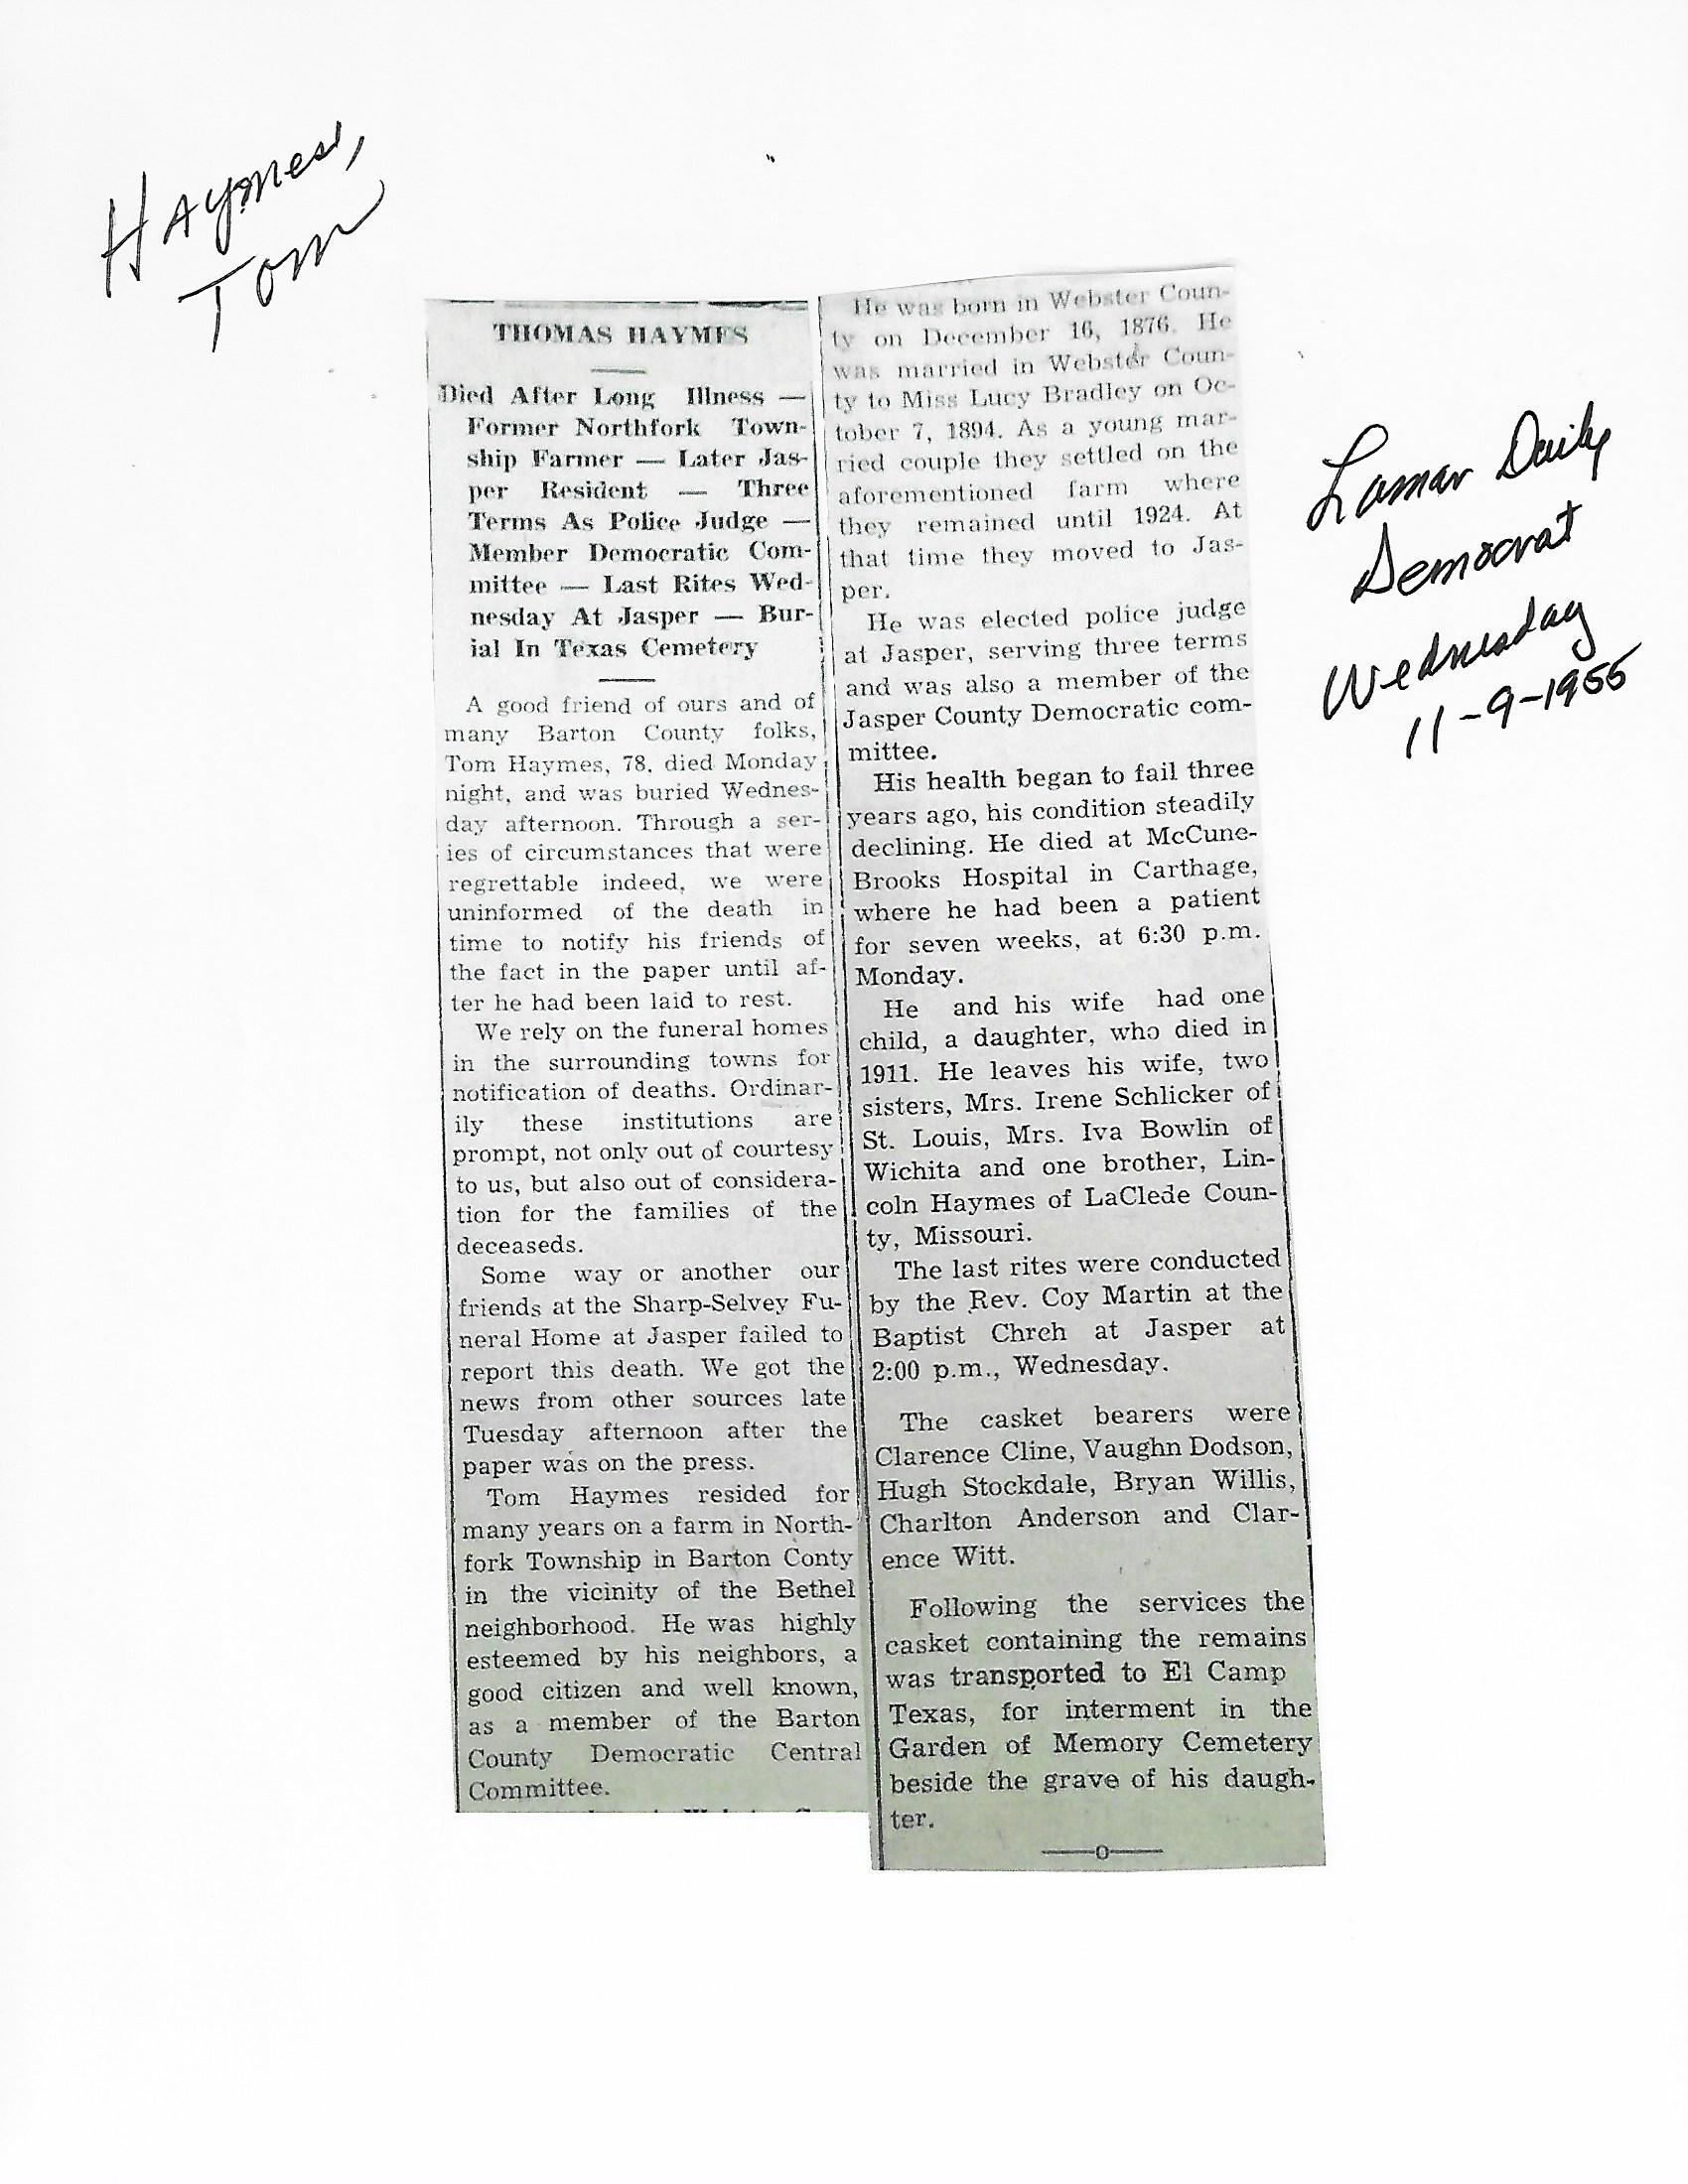 Haymes,
Tom
THOMAS HAYMES
Died After Long Illness —
Former Northfork Town-
ship Farmer — Later Jas-
per Resident — Three
Terms As Police Judge —
Member Democratic Com-
mittee — Last Rites Wed-
nesday At Jasper — Bur-
ial In Texas Cemetery
A good friend of ours and of
many Barton County folks,
Tom Haymes, 78, died Monday
night, and was buried Wednes-
day afternoon. Through a ser-
ies of circumstances that were
regrettable indeed, we were
uninformed of the death in
time to notify his friends of
the fact in the paper until af-
ter he had been laid to rest.
We rely on the funeral homes
in the surrounding towns for
notification of deaths. Ordinar-
ily these institutions are
prompt, not only out of courtesy
to us, but also out of considera-
tion for the families of the
deceaseds.
Some way or another our
friends at the Sharp-Selvey Fu-
neral Home at Jasper failed to
report this death. We got the
news from other sources late
Tuesday afternoon after the
paper was on the press.
Tom Haymes resided for
many years on a farm in North-
fork Township in Barton Conty
in the vicinity of the Bethel
neighborhood. He was highly
esteemed by his neighbors, a
good citizen and well known,
as a member of the Barton
County Democratic Central
Committee.
He was born in Webster Coun-
ty on December 16, 1876. He
was married in Webster Coun-
ty to Miss Lucy Bradley on Oc-
tober 7, 1894. As a young mar-
ried couple they settled on the
aforementioned farm where
they remained until 1924. At
that time they moved to Jas-
per.
He was elected police judge
at Jasper, serving three terms
and was also a member of the
Jasper County Democratic com-
mittee.
His health began to fail three
years ago, his condition steadily
declining. He died at McCune-
Brooks Hospital in Carthage,
where he had been a patient
for seven weeks, at 6:30 p.m.
Monday.
He and his wife had one
child, a daughter, who died in
1911. He leaves his wife, two
sisters, Mrs. Irene Schlicker of
St. Louis, Mrs. Iva Bowlin of
Wichita and one brother, Lin-
coln Haymes of LaClede Coun-
ty, Missouri.
The last rites were conducted
by the Rev. Coy Martin at the
Baptist Chrch at Jasper at
2:00 p.m., Wednesday.
The casket bearers were
Clarence Cline, Vaughn Dodson,
Hugh Stockdale, Bryan Willis,
Charlton Anderson and Clar-
ence Witt.
Following the services the
casket containing the remains
was transported to El Camp
Texas, for interment in the
Garden of Memory Cemetery
beside the grave of his daugh-
ter.
Lamar Daily
Democrat
Wednesday
11-9-1955